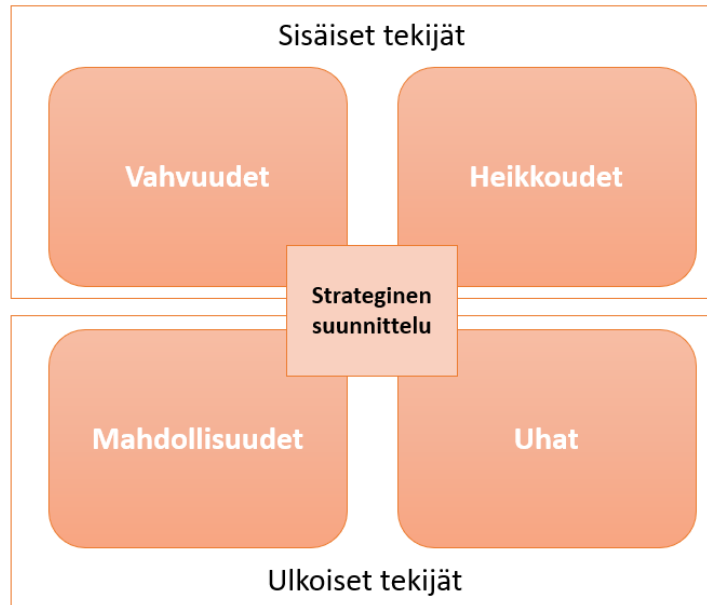 Sisäiset tekijät
Vahvuudet
Heikkoudet
Strateginen
suunnittelu
Mahdollisuudet
Uhat
Ulkoiset tekijät